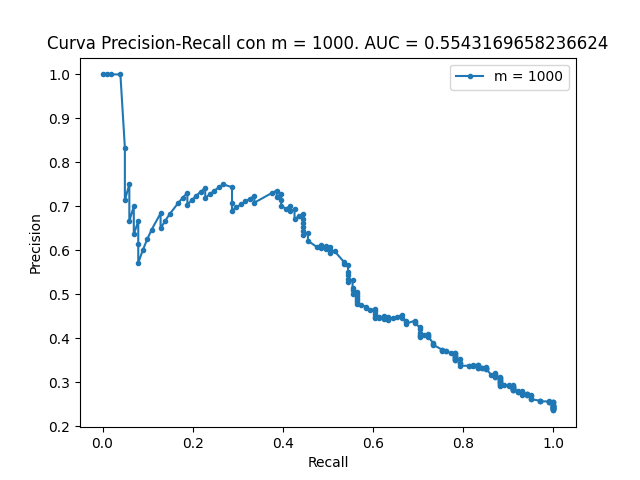 Curva Precision-Recall con m = 1000. AUC = 0.5543169658236624
m = 1000
1.0
0.9
0.8
0.7
0.6
0.5
0.4
0.3
0.2
Precision
0.0 0.2 0.4 0.6 0.8 1.0
Recall